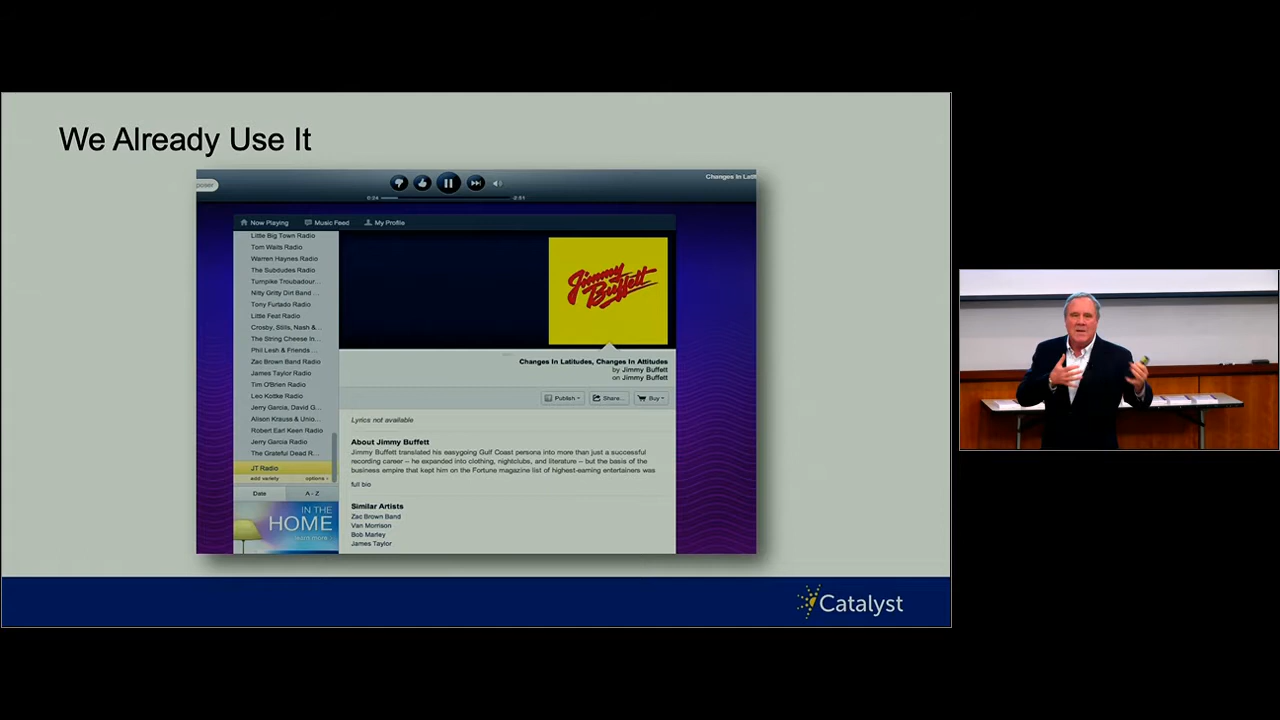 We Already Use It
Changes In Lati
0:24
-2:51
Now Playing
Music Feed
My Profile
Little Big Town Radio
Tom Waits Radio
Warren Haynes Radio
The Subdudes Radio
Turnpike Troubadour...
Nitty Gritty Dirt Band ...
Tony Furtado Radio
Little Feat Radio
Crosby, Stills, Nash &...
The String Cheese In...
Phil Lesh & Friends ...
Zac Brown Band Radio
James Taylor Radio
Tim O'Brien Radio
Leo Kottke Radio
Jerry Garcia, David G...
Alison Krauss & Unio...
Robert Earl Keen Radio
Jerry Garcia Radio
The Grateful Dead R...
JT Radio
add variety
options
Date
A - Z
IN THE
HOME
learn more
Jimmy
Buffett
Changes In Latitudes, Changes In Attitudes
by Jimmy Buffett
on Jimmy Buffett
Publish
Share...
Buy
Lyrics not available
About Jimmy Buffett
Jimmy Buffett translated his easygoing Gulf Coast persona into more than just a successful
recording career – he expanded into clothing, nightclubs, and literature – but the basis of the
business empire that kept him on the Fortune magazine list of highest-earning entertainers was
full bio
Similar Artists
Zac Brown Band
Van Morrison
Bob Marley
James Taylor
Catalyst